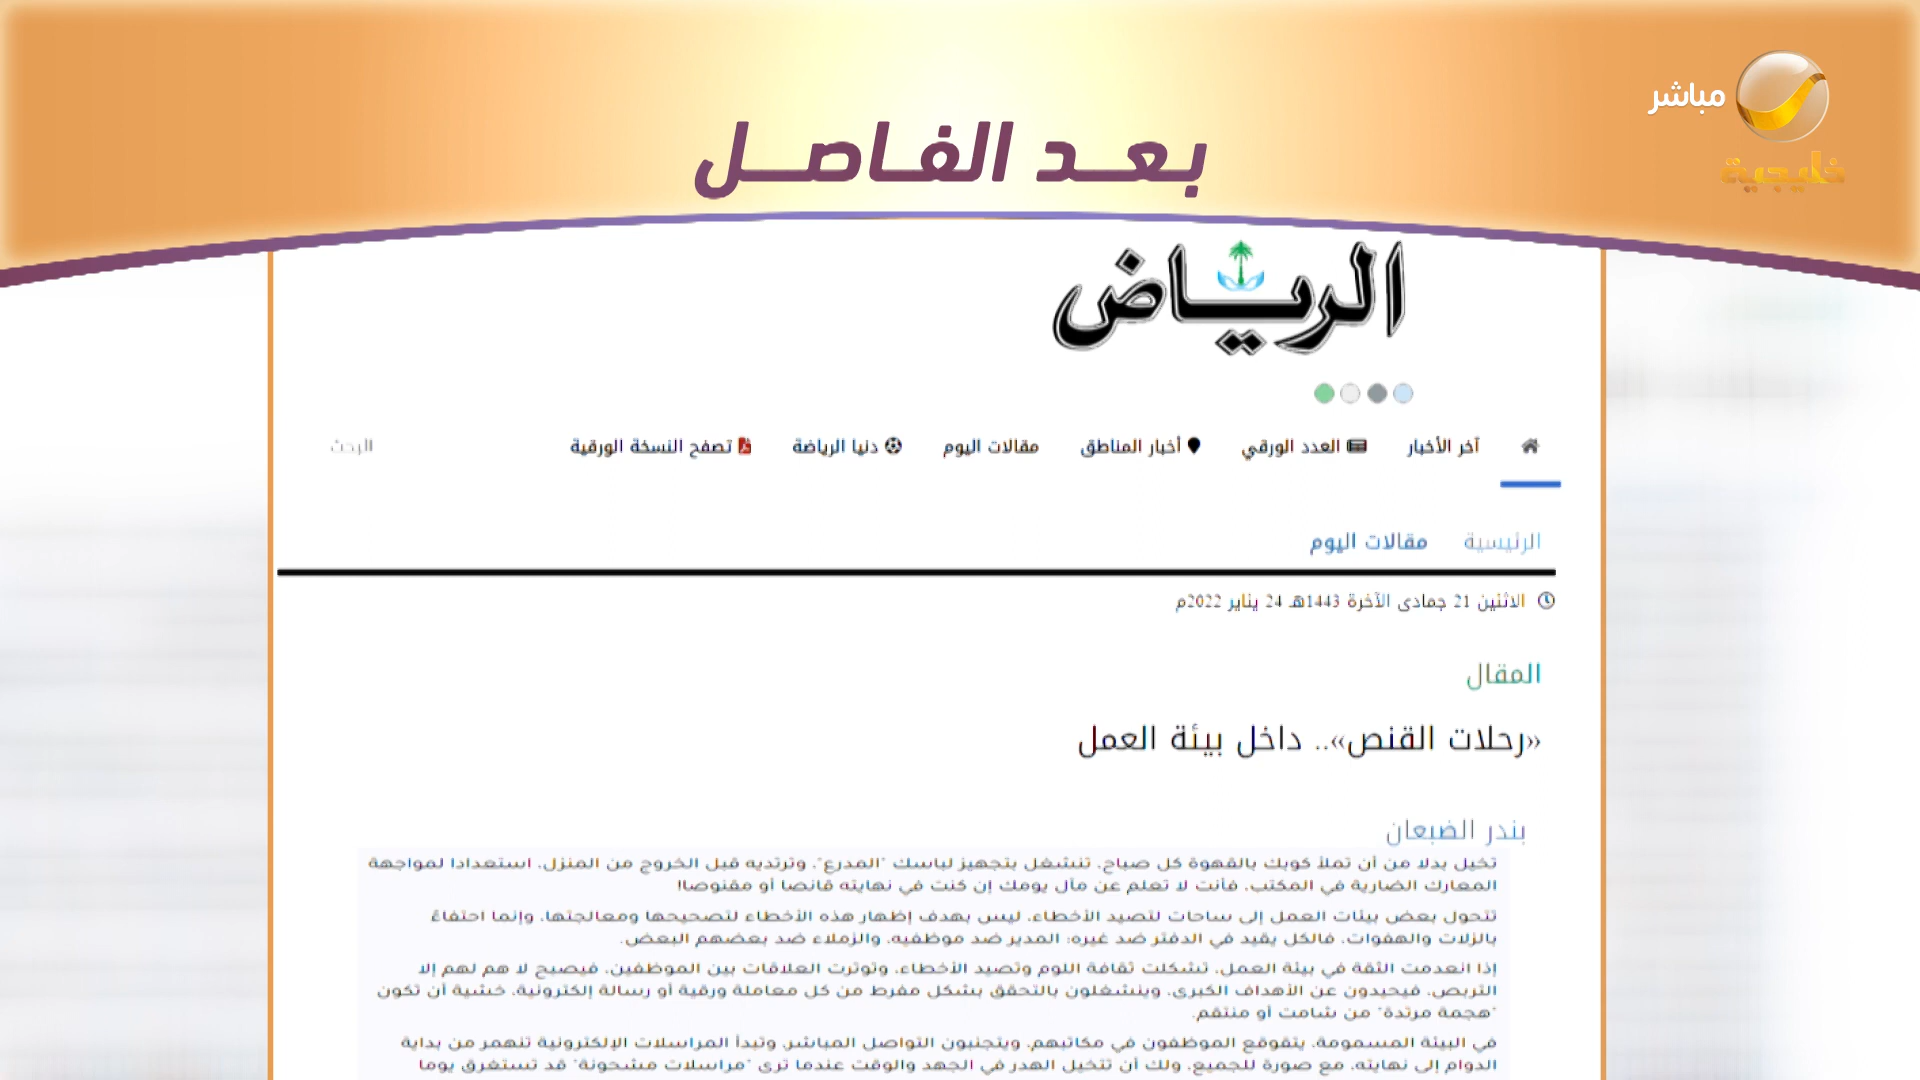 بعد الفاصل
مباشر
خليجية
الرياض
آخر الأخبار العدد الورقي أخبار المناطق مقالات اليوم دنيا الرياضة تصفح النسخة الورقية البحث
الرئيسية مقالات اليوم
الاثنين 21 جمادى الآخرة 1443هـ 24 يناير 2022م
المقال
«رحلات القنص».. داخل بيئة العمل
بندر الضبعان
تخيل بدلا من أن تملأ كوبك بالقهوة كل صباح، تنشغل بتجهيز لباسك "المدرع"، وترتديه قبل الخروج من المنزل، استعدادا لمواجهة
المعارك الضارية في المكتب، فأنت لا تعلم عن مآل يومك إن كنت في نهايته قانصا أو مقنوصا!
تتحول بعض بيئات العمل إلى ساحات لتصيد الأخطاء، ليس بهدف إظهار هذه الأخطاء لتصحيحها ومعالجتها، وإنما احتفاءً
بالزلات والهفوات، فالكل يقيد في الدفتر ضد غيره: المدير ضد موظفيه، والزملاء ضد بعضهم البعض.
إذا انعدمت الثقة في بيئة العمل، تشكلت ثقافة اللوم وتصيد الأخطاء، وتوترت العلاقات بين الموظفين، فيصبح لا هم لهم إلا
التربص، فيحيدون عن الأهداف الكبرى، وينشغلون بالتحقق بشكل مفرط من كل معاملة ورقية أو رسالة إلكترونية، خشية أن تكون
"هجمة مرتدة" من شامت أو منتقم.
في البيئة المسمومة، يتقوقع الموظفون في مكاتبهم، ويتجنبون التواصل المباشر، وتبدأ المراسلات الإلكترونية تنهمر من بداية
الدوام إلى نهايته، مع صورة للجميع، ولك أن تتخيل الهدر في الجهد والوقت عندما ترى "مراسلات مشحونة" قد تستغرق يوما